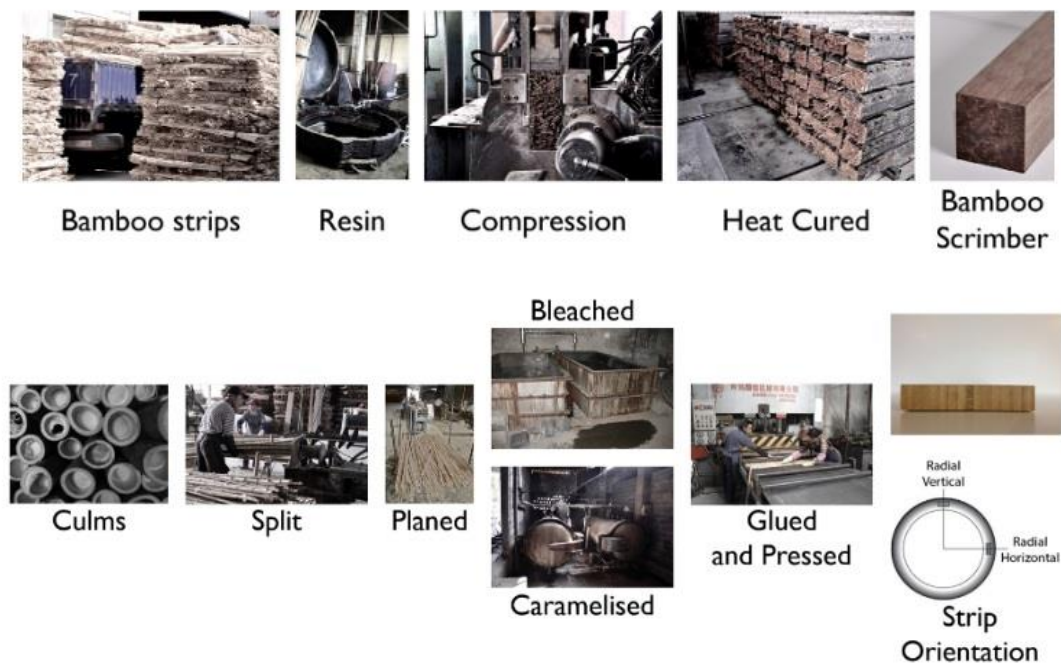 7
Bamboo strips
Resin
Compression
Heat Cured
Bamboo
Scrimber
Bleached
Culms
Split
Planed
Caramelised
Glued
and Pressed
Radial
Vertical
Radial
Horizontal
Strip
Orientation